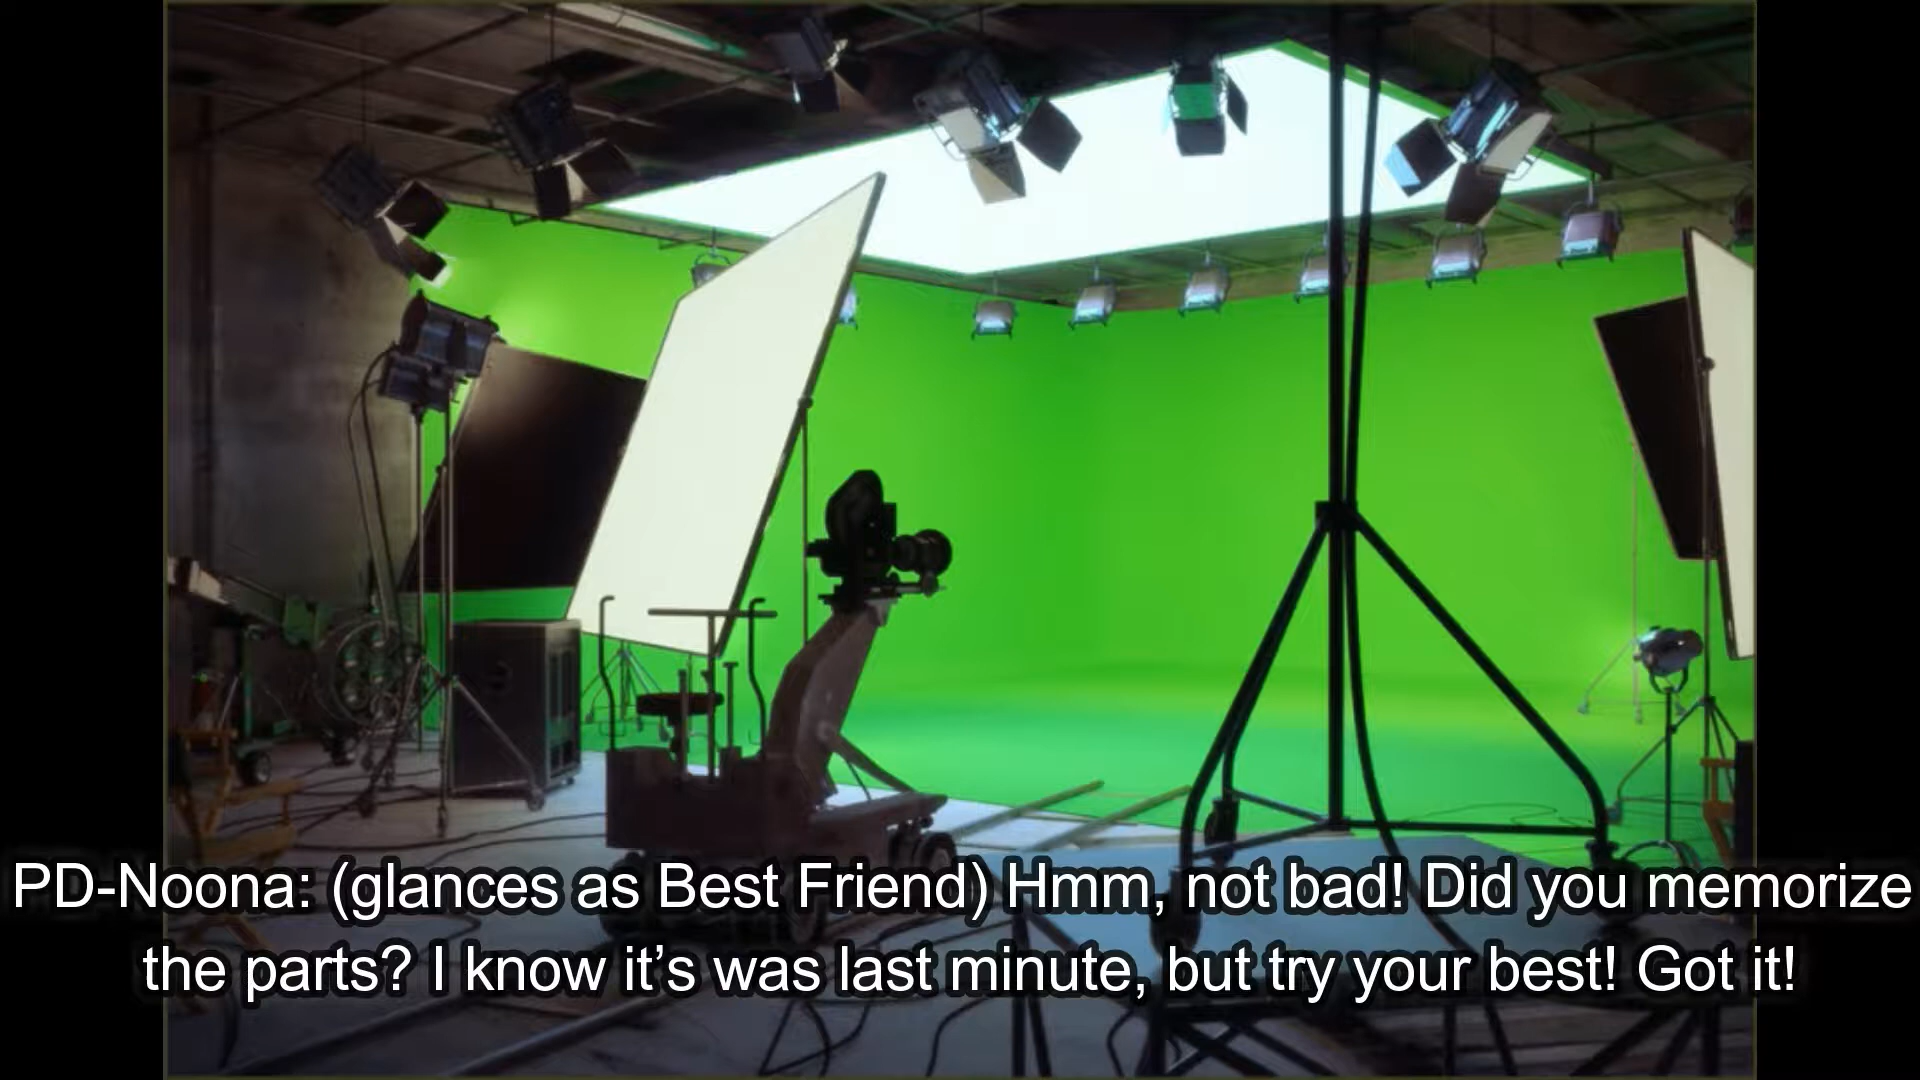 PD-Noona: (glances as Best Friend) Hmm, not bad! Did you memorize
the parts? I know it’s was last minute, but try your best! Got it!